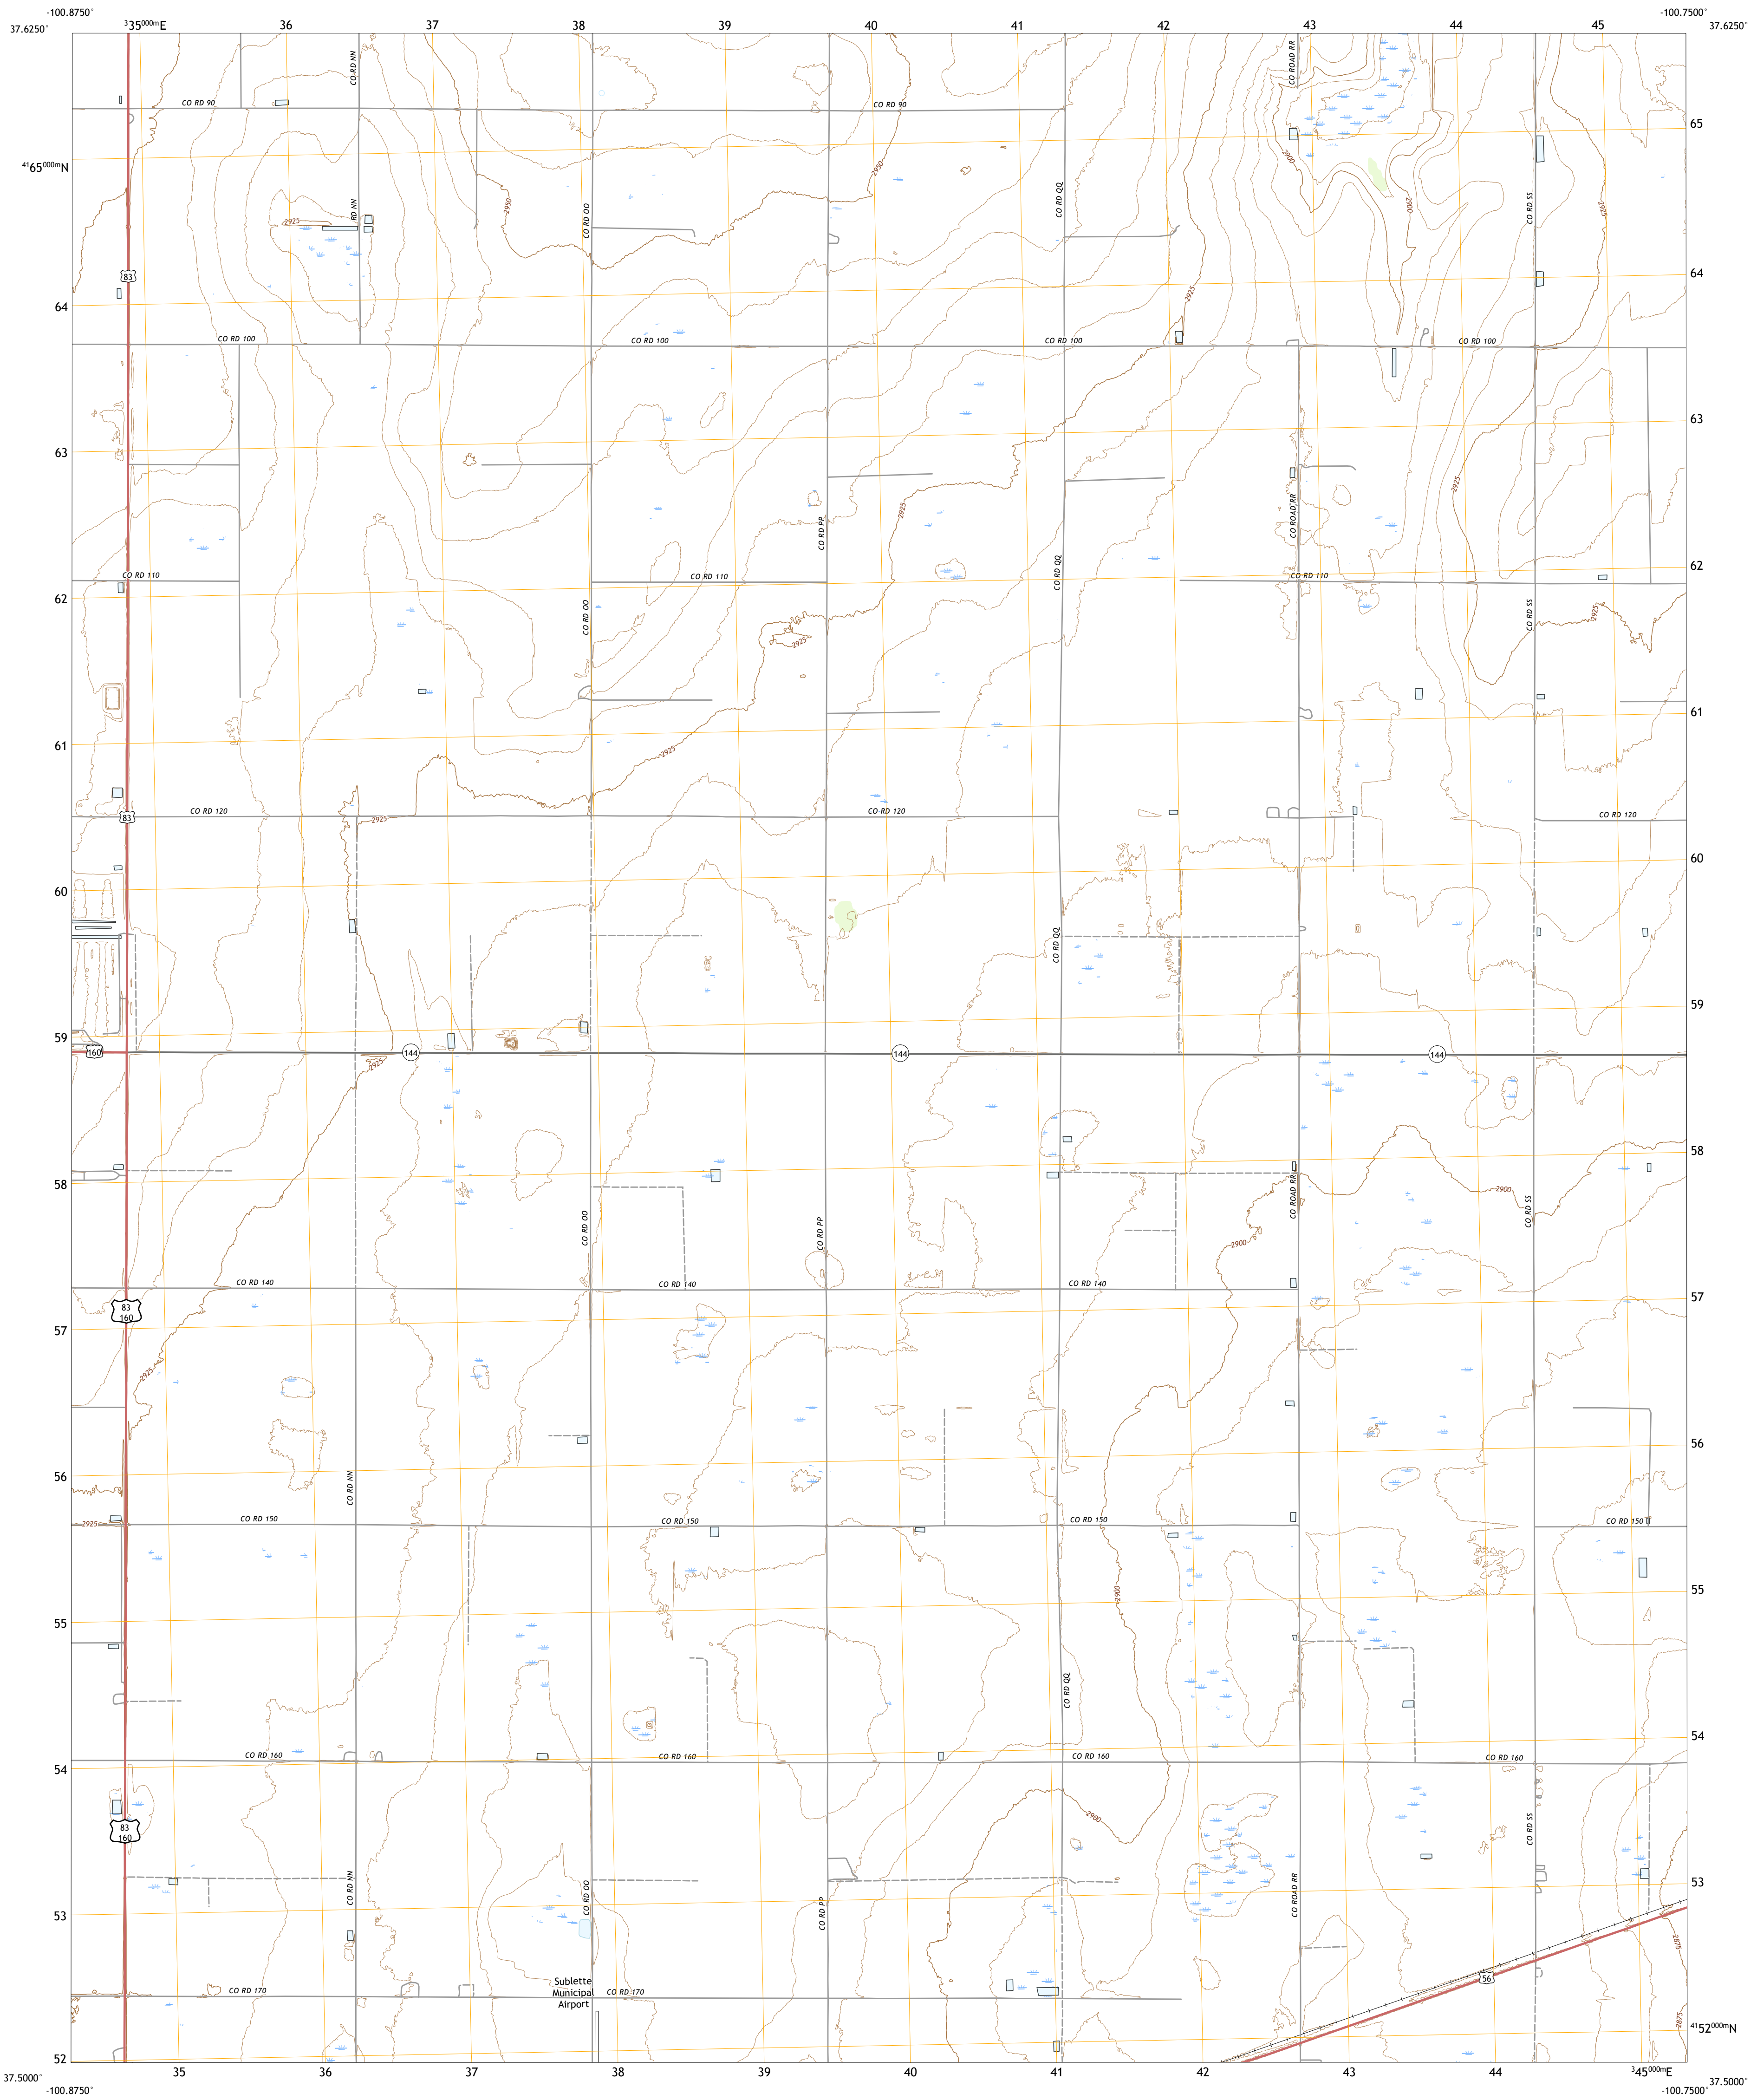 -100.8750°
-100.7500°
37.6250°
³35⁰⁰⁰ᵐE
36
37
38
39
40
41
42
43
44
45
37.6250°
CO RD NN
CO ROAD RR
CO RD 90
CO RD 90
65
⁴¹65⁰⁰⁰ᵐN
2900
2950
CO RD QQ
2950
RD NN
CO RD OO
2900
CO RD SS
2925
2925
83
64
64
2925
CO RD 100
CO RD 100
CO RD 100
CO RD 100
63
63
2925
2925
CO RD PP
CO ROAD RR
62
CO RD 110
CO RD 110
CO RD QQ
CO RD 110
62
CO RD OO
2925
CO RD SS
2925
61
61
2925
83
CO RD 120
2925
CO RD 120
CO RD 120
60
60
CO RD QQ
59
59
160
144
144
144
2925
58
58
CO ROAD RR
2900
CO RD SS
CO RD OO
CO RD PP
2900
CO RD 140
CO RD 140
CO RD 140
83
160
57
57
2925
56
56
CO RD NN
2925
CO RD 150
CO RD 150
CO RD 150
CO RD 150
2900
55
55
CO RD QQ
54
54
CO RD 160
CO RD 160
CO RD 160
CO RD 160
2900
83
160
CO RD SS
CO RD NN
CO RD OO
CO RD PP
CO ROAD RR
53
53
2875
56
Sublette
Municipal
Airport
CO RD 170
CO RD 170
2875
⁴¹52⁰⁰⁰ᵐN
52
37.5000°
35
36
37
38
39
40
41
42
43
44
³45⁰⁰⁰ᵐE
37.5000°
-100.8750°
-100.7500°